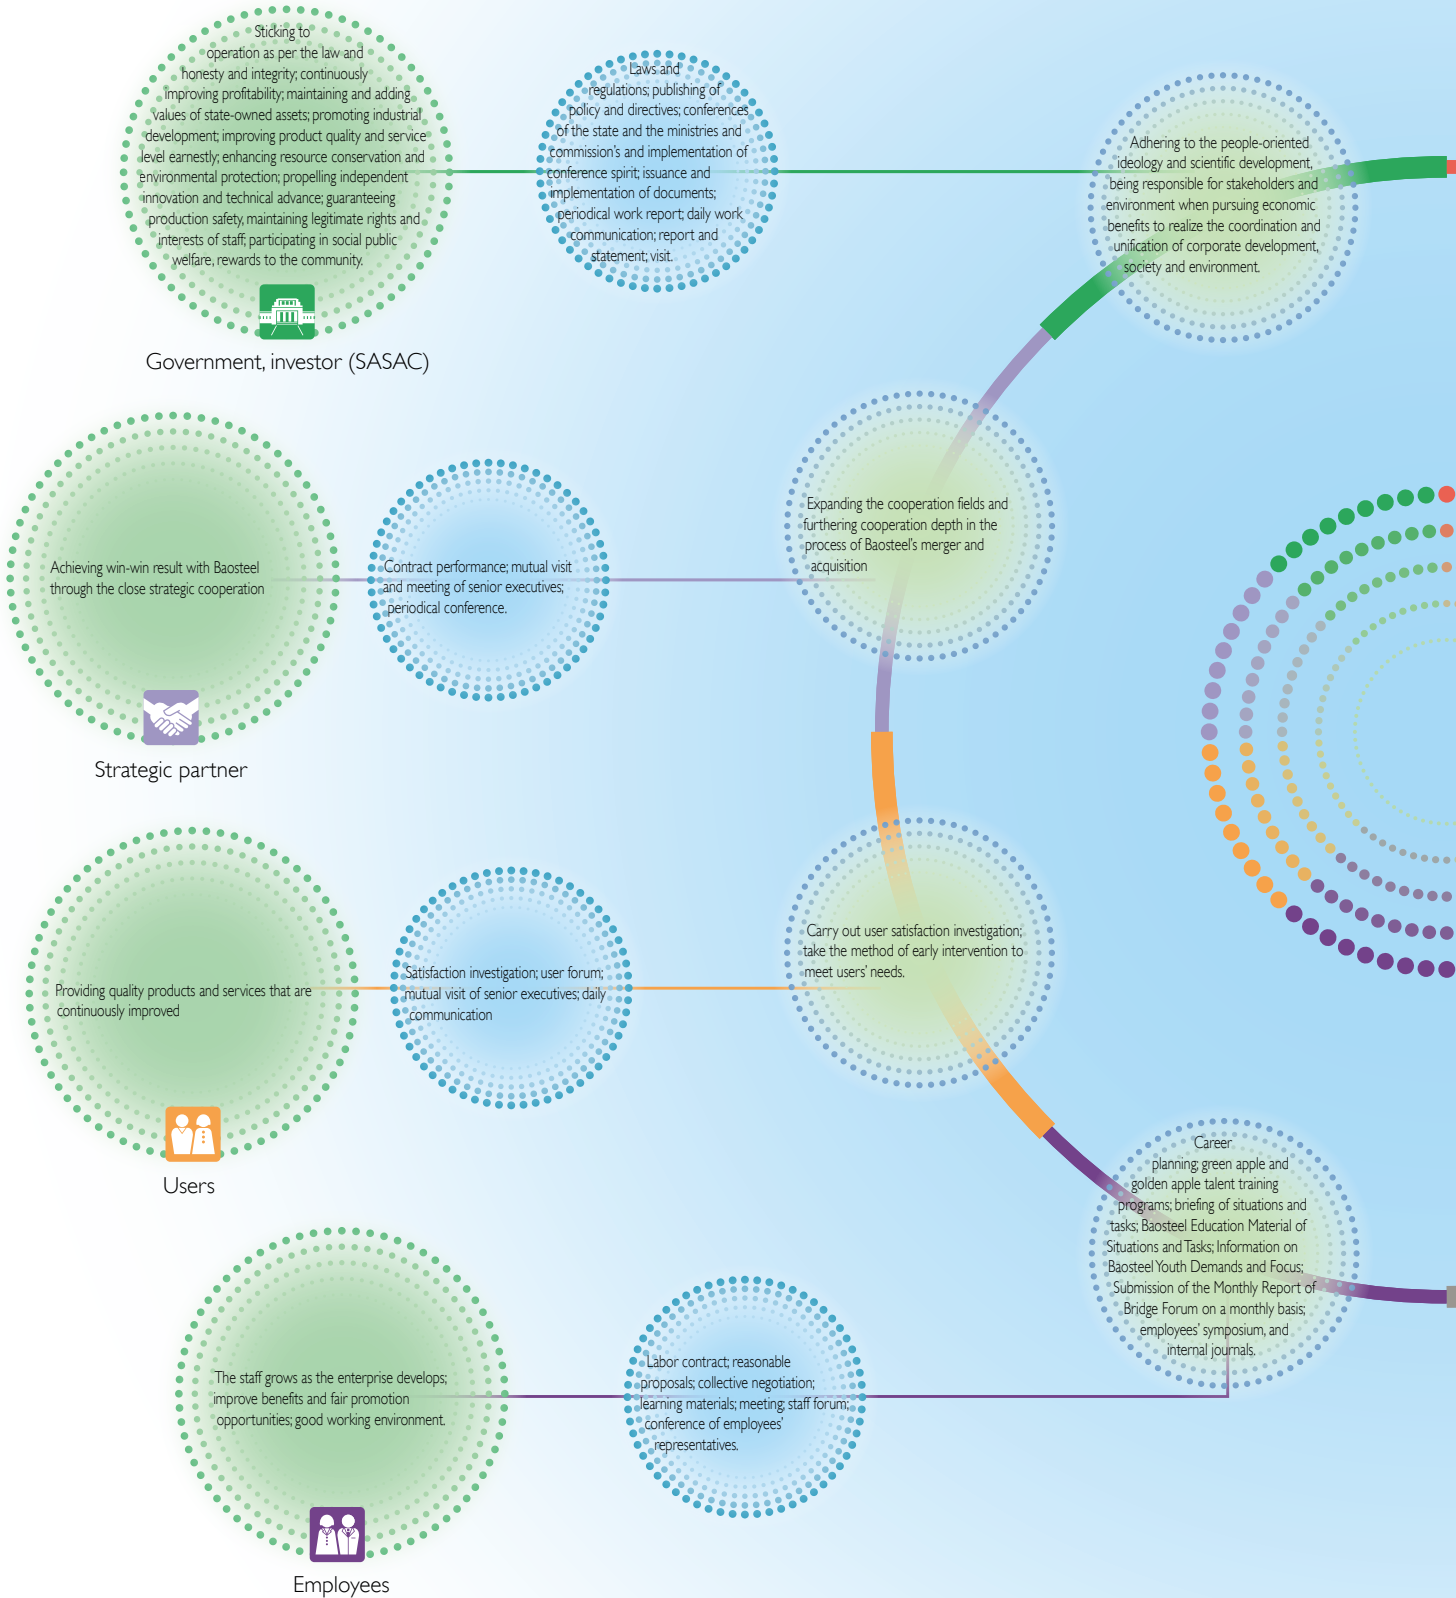 Sticking to
operation as per the law and
honesty and integrity; continuously
improving profitability; maintaining and adding
values of state-owned assets; promoting industrial
development; improving product quality and service
level earnestly; enhancing resource conservation and
environmental protection; propelling independent
innovation and technical advance; guaranteeing
production safety, maintaining legitimate rights and
interests of staff; participating in social public
welfare, rewards to the community.
Government, investor (SASAC)
Laws and
regulations; publishing of
policy and directives; conferences
of the state and the ministries and
commission's and implementation of
conference spirit; issuance and
implementation of documents;
periodical work report; daily work
communication; report and
statement; visit.
Adhering to the people-oriented
ideology and scientific development,
being responsible for stakeholders and
environment when pursuing economic
benefits to realize the coordination and
unification of corporate development,
society and environment.
Achieving win-win result with Baosteel
through the close strategic cooperation
Strategic partner
Contract performance; mutual visit
and meeting of senior executives;
periodical conference.
Expanding the cooperation fields and
furthering cooperation depth in the
process of Baosteel's merger and
acquisition
Providing quality products and services that are
continuously improved
Users
Satisfaction investigation; user forum;
mutual visit of senior executives; daily
communication
Carry out user satisfaction investigation;
take the method of early intervention to
meet users' needs.
The staff grows as the enterprise develops;
improve benefits and fair promotion
opportunities; good working environment.
Employees
Labor contract; reasonable
proposals; collective negotiation;
learning materials; meeting; staff forum;
conference of employees'
representatives.
Career
planning; green apple and
golden apple talent training
programs; briefing of situations and
tasks; Baosteel Education Material of
Situations and Tasks; Information on
Baosteel Youth Demands and Focus;
Submission of the Monthly Report of
Bridge Forum on a monthly basis;
employees' symposium, and
internal journals.